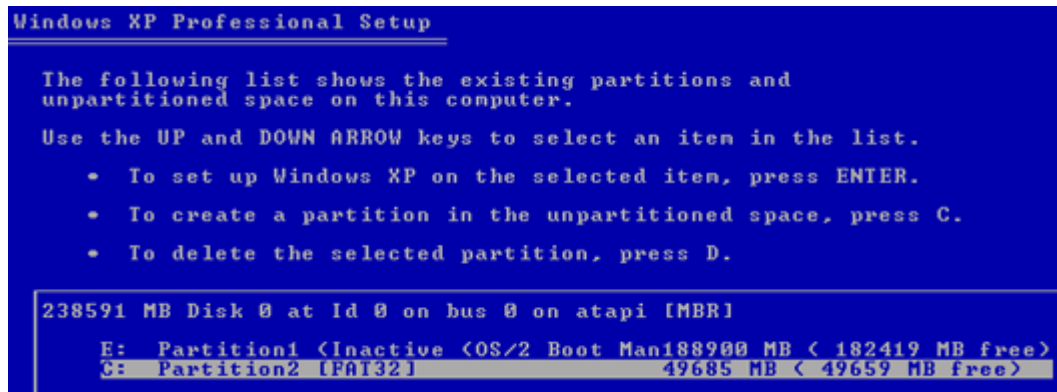 Windows XP Professional Setup
The following list shows the existing partitions and
unpartitioned space on this computer.
Use the UP and DOWN ARROW keys to select an item in the list.
• To set up Windows XP on the selected item, press ENTER.
• To create a partition in the unpartitioned space, press C.
• To delete the selected partition, press D.
238591 MB Disk 0 at Id 0 on bus 0 on atapi [MBR]
E: Partition1 (Inactive (OS/2 Boot Man188900 MB ( 182419 MB free)
C: Partition2 [FAT32] 49685 MB ( 49659 MB free)